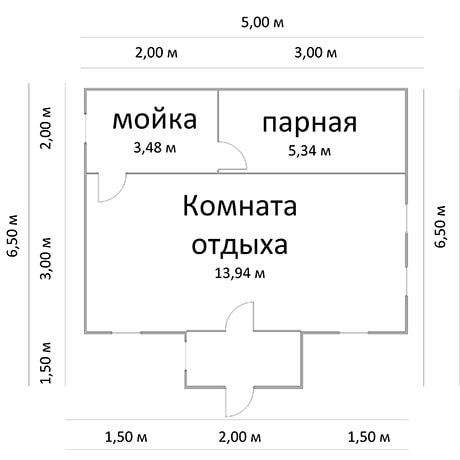 5,00 м
2,00 м 3,00 м
мойка
3,48 м
парная
5,34 м
2,00 м
6,50 м
3,00 м
Комната
отдыха
13,94 м
6,50 м
1,50 м
1,50 м 2,00 м 1,50 м